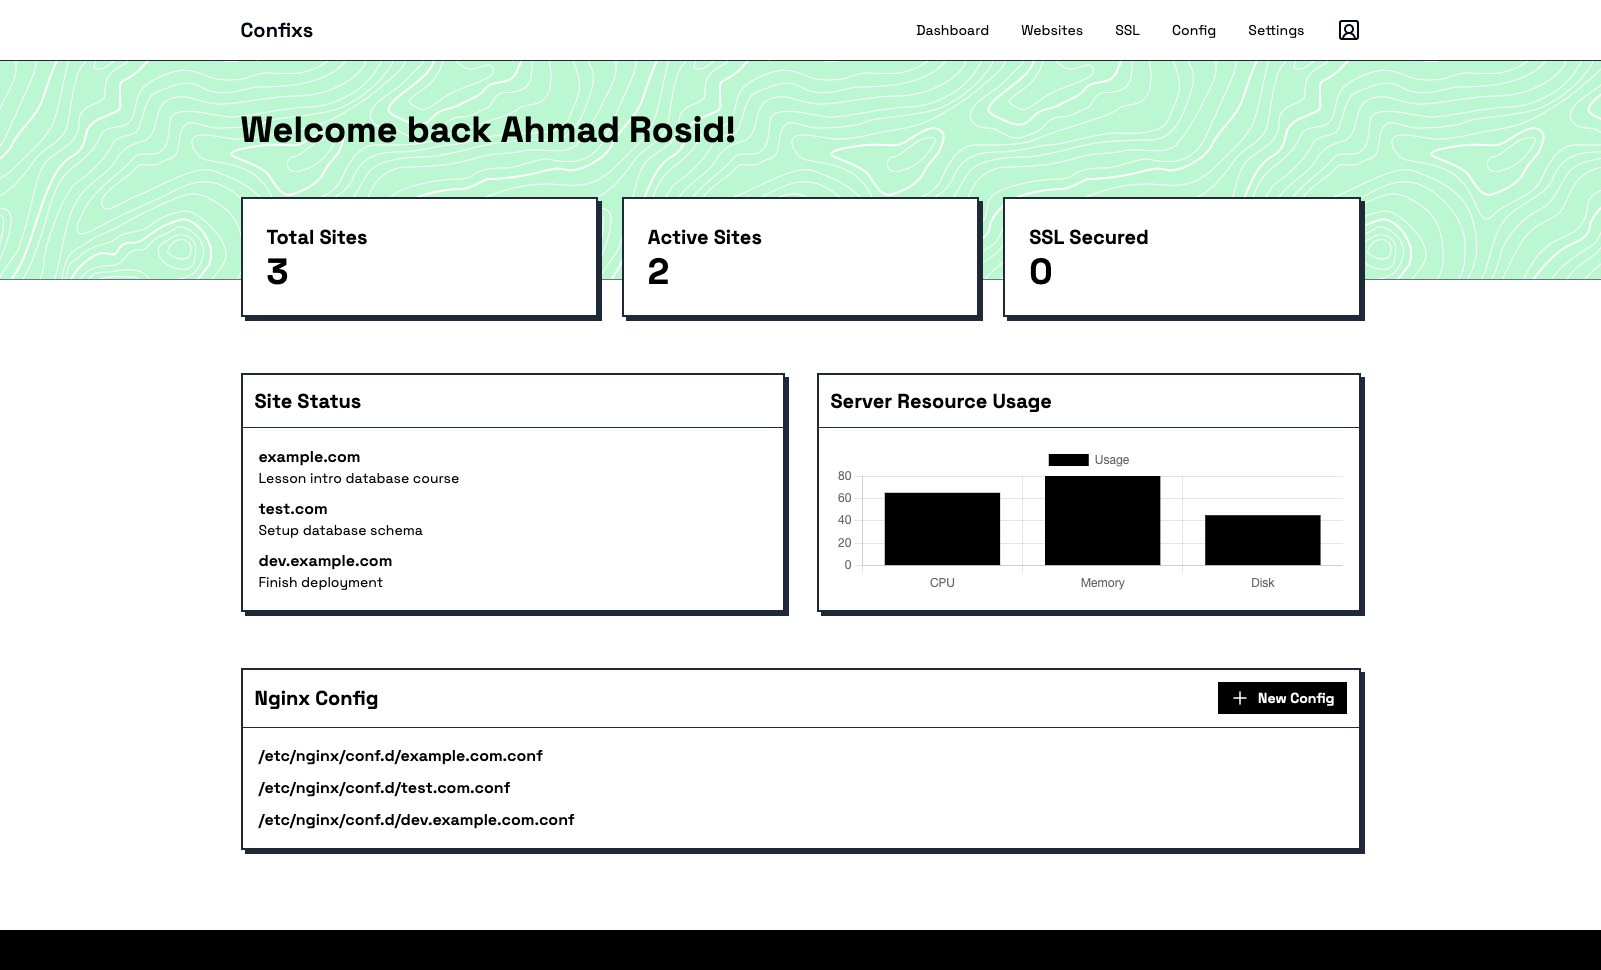 Confixs
Dashboard Websites SSL Config Settings
Welcome back Ahmad Rosid!
Total Sites
3
Active Sites
2
SSL Secured
0
Site Status
example.com
Lesson intro database course
test.com
Setup database schema
dev.example.com
Finish deployment
Server Resource Usage
Usage
80
60
40
20
0
CPU Memory Disk
Nginx Config
New Config
/etc/nginx/conf.d/example.com.conf
/etc/nginx/conf.d/test.com.conf
/etc/nginx/conf.d/dev.example.com.conf